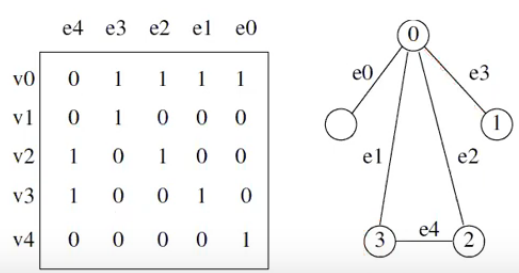 e4 e3 e2 e1 e0
v0 0 1 1 1 1
v1 0 1 0 0 0
v2 1 0 1 0 0
v3 1 0 0 1 0
v4 0 0 0 0 1
0
e0 e3
1
e1 e2
3 e4 2